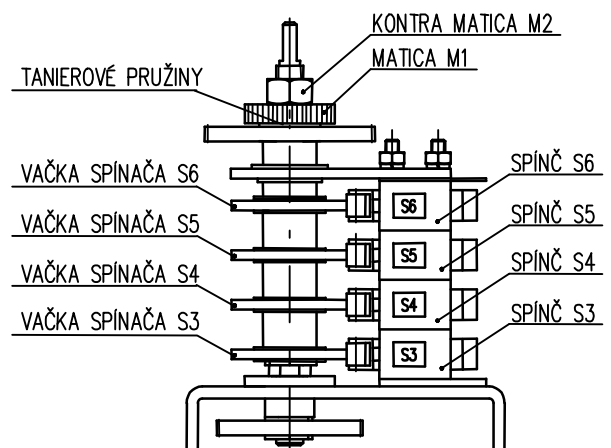 KONTRA MATICA M2
MATICA M1
TANIEROVÉ PRUŽINY
VAČKA SPÍNAČA S6
SPÍNČ S6
S6
VAČKA SPÍNAČA S5
SPÍNČ S5
S5
VAČKA SPÍNAČA S4
SPÍNČ S4
S4
VAČKA SPÍNAČA S3
SPÍNČ S3
S3